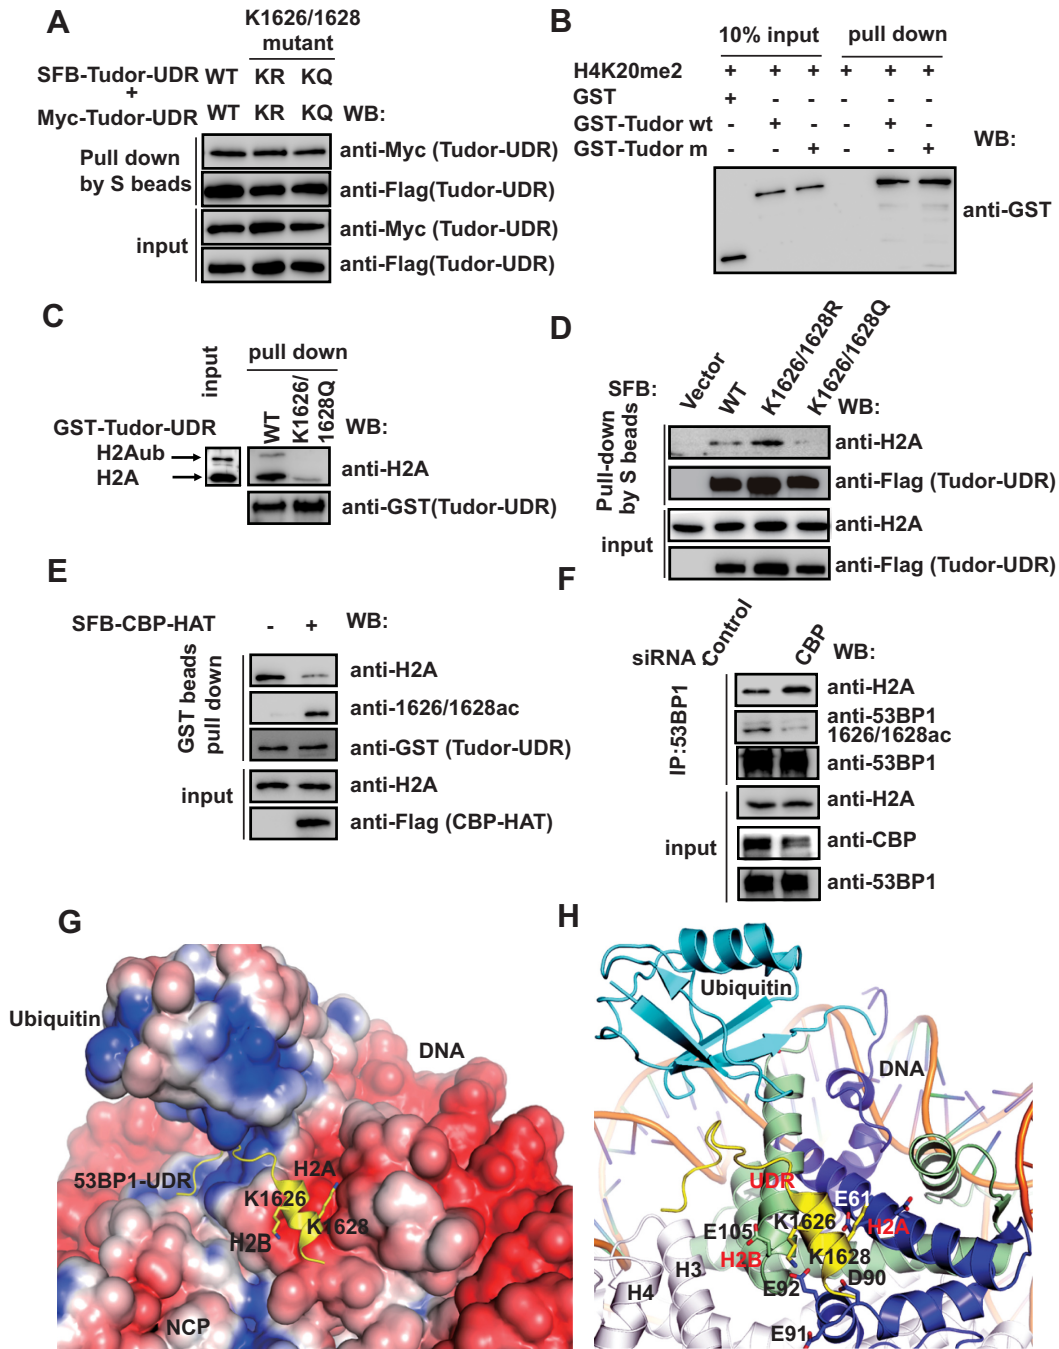 A
K1626/1628
mutant
SFB-Tudor-UDR WT KR KQ
+
Myc-Tudor-UDR WT KR KQ WB:
Pull down
by S beads
anti-Myc (Tudor-UDR)
anti-Flag(Tudor-UDR)
input
anti-Myc (Tudor-UDR)
anti-Flag(Tudor-UDR)
B
10% input pull down
H4K20me2 + + + + + +
GST + - - - - -
GST-Tudor wt - + - - + -
GST-Tudor m - - + - - +
WB:
anti-GST
C
input
pull down
GST-Tudor-UDR
WT
K1626/
1628Q
WB:
H2Aub
H2A
anti-H2A
anti-GST(Tudor-UDR)
D
SFB:
Vector
WT
K1626/1628R
K1626/1628Q
WB:
Pull-down
by S beads
anti-H2A
anti-Flag (Tudor-UDR)
input
anti-H2A
anti-Flag (Tudor-UDR)
E
SFB-CBP-HAT - + WB:
GST beads
pull down
anti-H2A
anti-1626/1628ac
anti-GST (Tudor-UDR)
input
anti-H2A
anti-Flag (CBP-HAT)
F
siRNA :
Control
CBP
WB:
IP:53BP1
anti-H2A
anti-53BP1
1626/1628ac
anti-53BP1
input
anti-H2A
anti-CBP
anti-53BP1
G
Ubiquitin
DNA
53BP1-UDR
H2A
K1626
K1628
H2B
NCP
H
Ubiquitin
DNA
UDR
E61
K1626
H2A
E105
H2B
K1628
H3
E92
D90
H4
E91